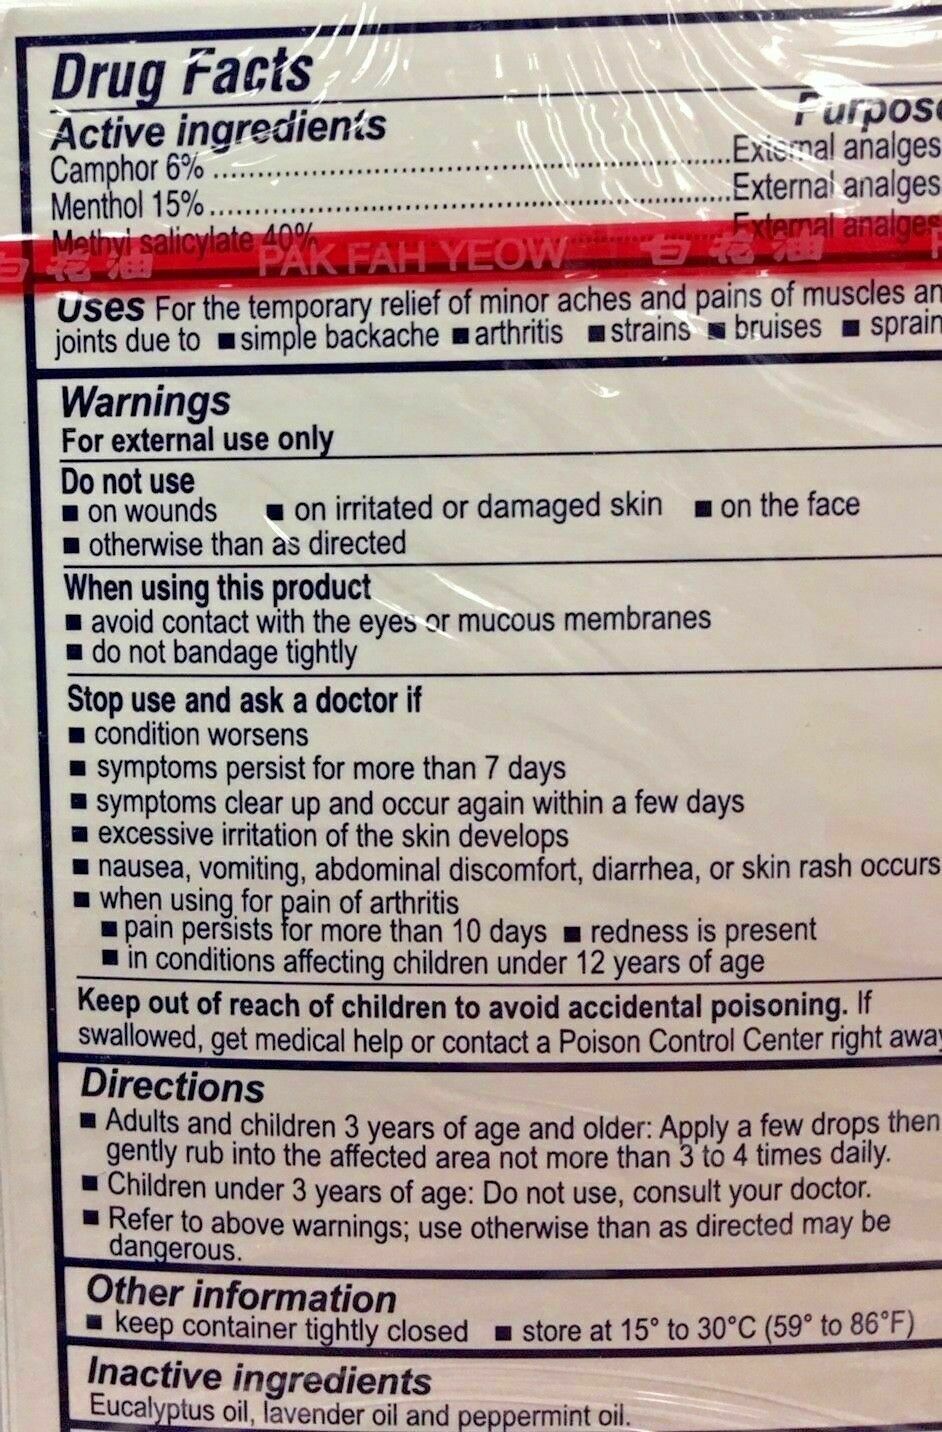 Drug Facts
Active ingredients Purpose
Camphor 6% .......... External analges
Menthol 15% .......... External analges
Methyl salicylate 40% .......... External analges
白花油 PAK FAH YEOW 白花油 P
Uses For the temporary relief of minor aches and pains of muscles an
joints due to ■ simple backache ■ arthritis ■ strains ■ bruises ■ sprain
Warnings
For external use only
Do not use
■ on wounds ■ on irritated or damaged skin ■ on the face
■ otherwise than as directed
When using this product
■ avoid contact with the eyes or mucous membranes
■ do not bandage tightly
Stop use and ask a doctor if
■ condition worsens
■ symptoms persist for more than 7 days
■ symptoms clear up and occur again within a few days
■ excessive irritation of the skin develops
■ nausea, vomiting, abdominal discomfort, diarrhea, or skin rash occurs
■ when using for pain of arthritis
■ pain persists for more than 10 days ■ redness is present
■ in conditions affecting children under 12 years of age
Keep out of reach of children to avoid accidental poisoning. If
swallowed, get medical help or contact a Poison Control Center right away
Directions
■ Adults and children 3 years of age and older: Apply a few drops then
gently rub into the affected area not more than 3 to 4 times daily.
■ Children under 3 years of age: Do not use, consult your doctor.
■ Refer to above warnings; use otherwise than as directed may be
dangerous.
Other information
■ keep container tightly closed ■ store at 15° to 30°C (59° to 86°F)
Inactive ingredients
Eucalyptus oil, lavender oil and peppermint oil.